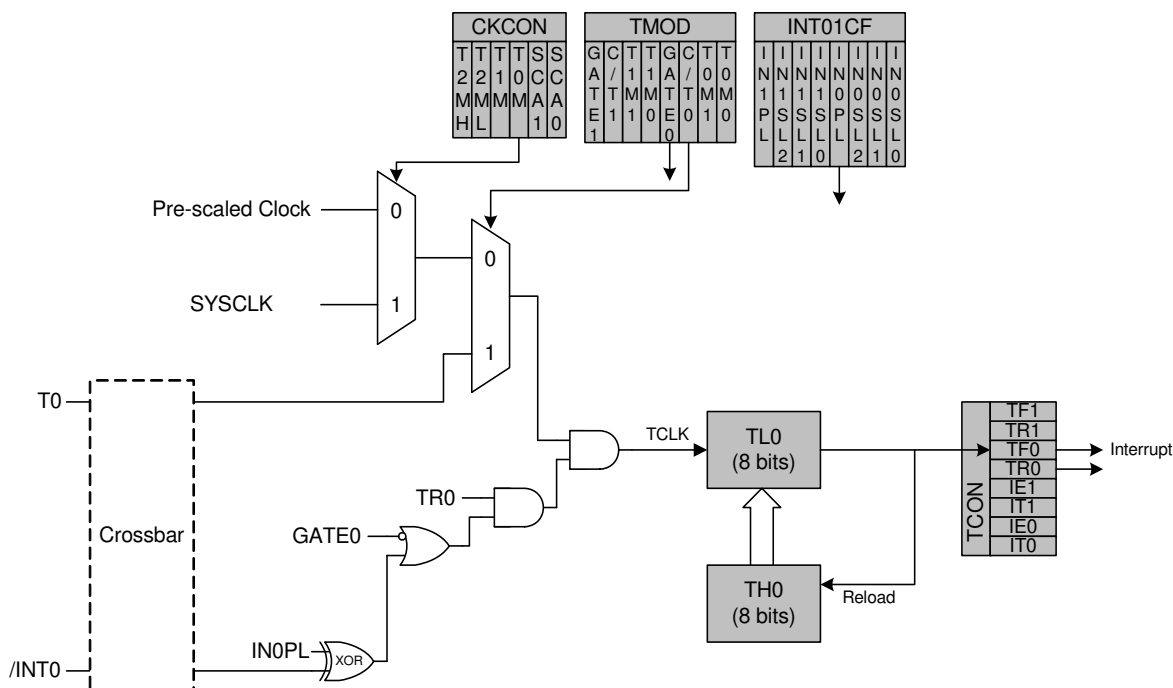 CKCON
T2MH
T2ML
T1M
T0M
SCA1
SCA0
TMOD
GATE1
C/T1
T1M1
T1M0
GATE0
C/T0
T0M1
T0M0
INT01CF
IN1PL
IN1SL2
IN1SL1
IN1SL0
IN0PL
IN0SL2
IN0SL1
IN0SL0
Pre-scaled Clock
0
SYSCLK
1
0
1
T0
Crossbar
/INT0
IN0PL
XOR
GATE0
TR0
TCLK
TL0
(8 bits)
TH0
(8 bits)
Reload
TCON
TF1
TR1
TF0
TR0
IE1
IT1
IE0
IT0
Interrupt